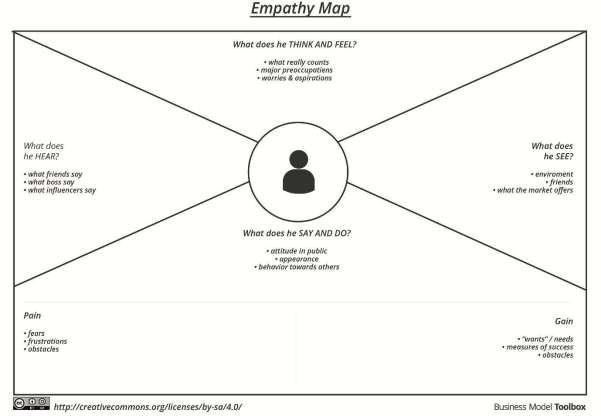 Empathy Map
What does he THINK AND FEEL?
• what really counts
• major preoccupatiens
• worries & aspirations
What does
he HEAR?
• what friends say
• what boss say
• what influencers say
What does
he SEE?
• enviroment
• friends
• what the market offers
What does he SAY AND DO?
• attitude in public
• appearance
• behavior towards others
Pain
• fears
• frustrations
• obstacles
Gain
• "wants" / needs
• measures of success
• obstacles
http://creativecommons.org/licenses/by-sa/4.0/
Business Model Toolbox